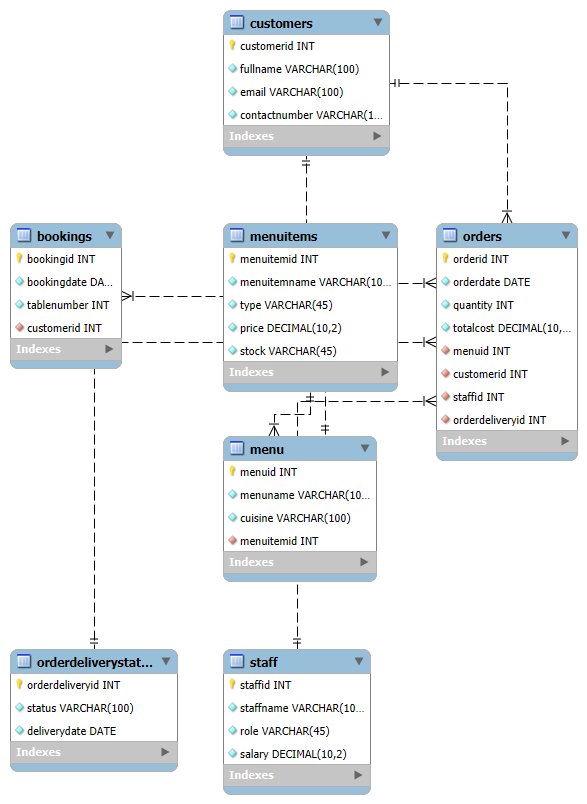 customers
customerid INT
fullname VARCHAR(100)
email VARCHAR(100)
contactnumber VARCHAR(1...
Indexes
bookings
bookingid INT
bookingdate DA...
tablenumber INT
customerid INT
Indexes
menuitems
menuitemid INT
menuitemname VARCHAR(10...
type VARCHAR(45)
price DECIMAL(10,2)
stock VARCHAR(45)
Indexes
orders
orderid INT
orderdate DATE
quantity INT
totalcost DECIMAL(10,...
menuid INT
customerid INT
staffid INT
orderdeliveryid INT
Indexes
menu
menuid INT
menuname VARCHAR(10...
cuisine VARCHAR(100)
menuitemid INT
Indexes
orderdeliverystat...
orderdeliveryid INT
status VARCHAR(100)
deliverydate DATE
Indexes
staff
staffid INT
staffname VARCHAR(10...
role VARCHAR(45)
salary DECIMAL(10,2)
Indexes